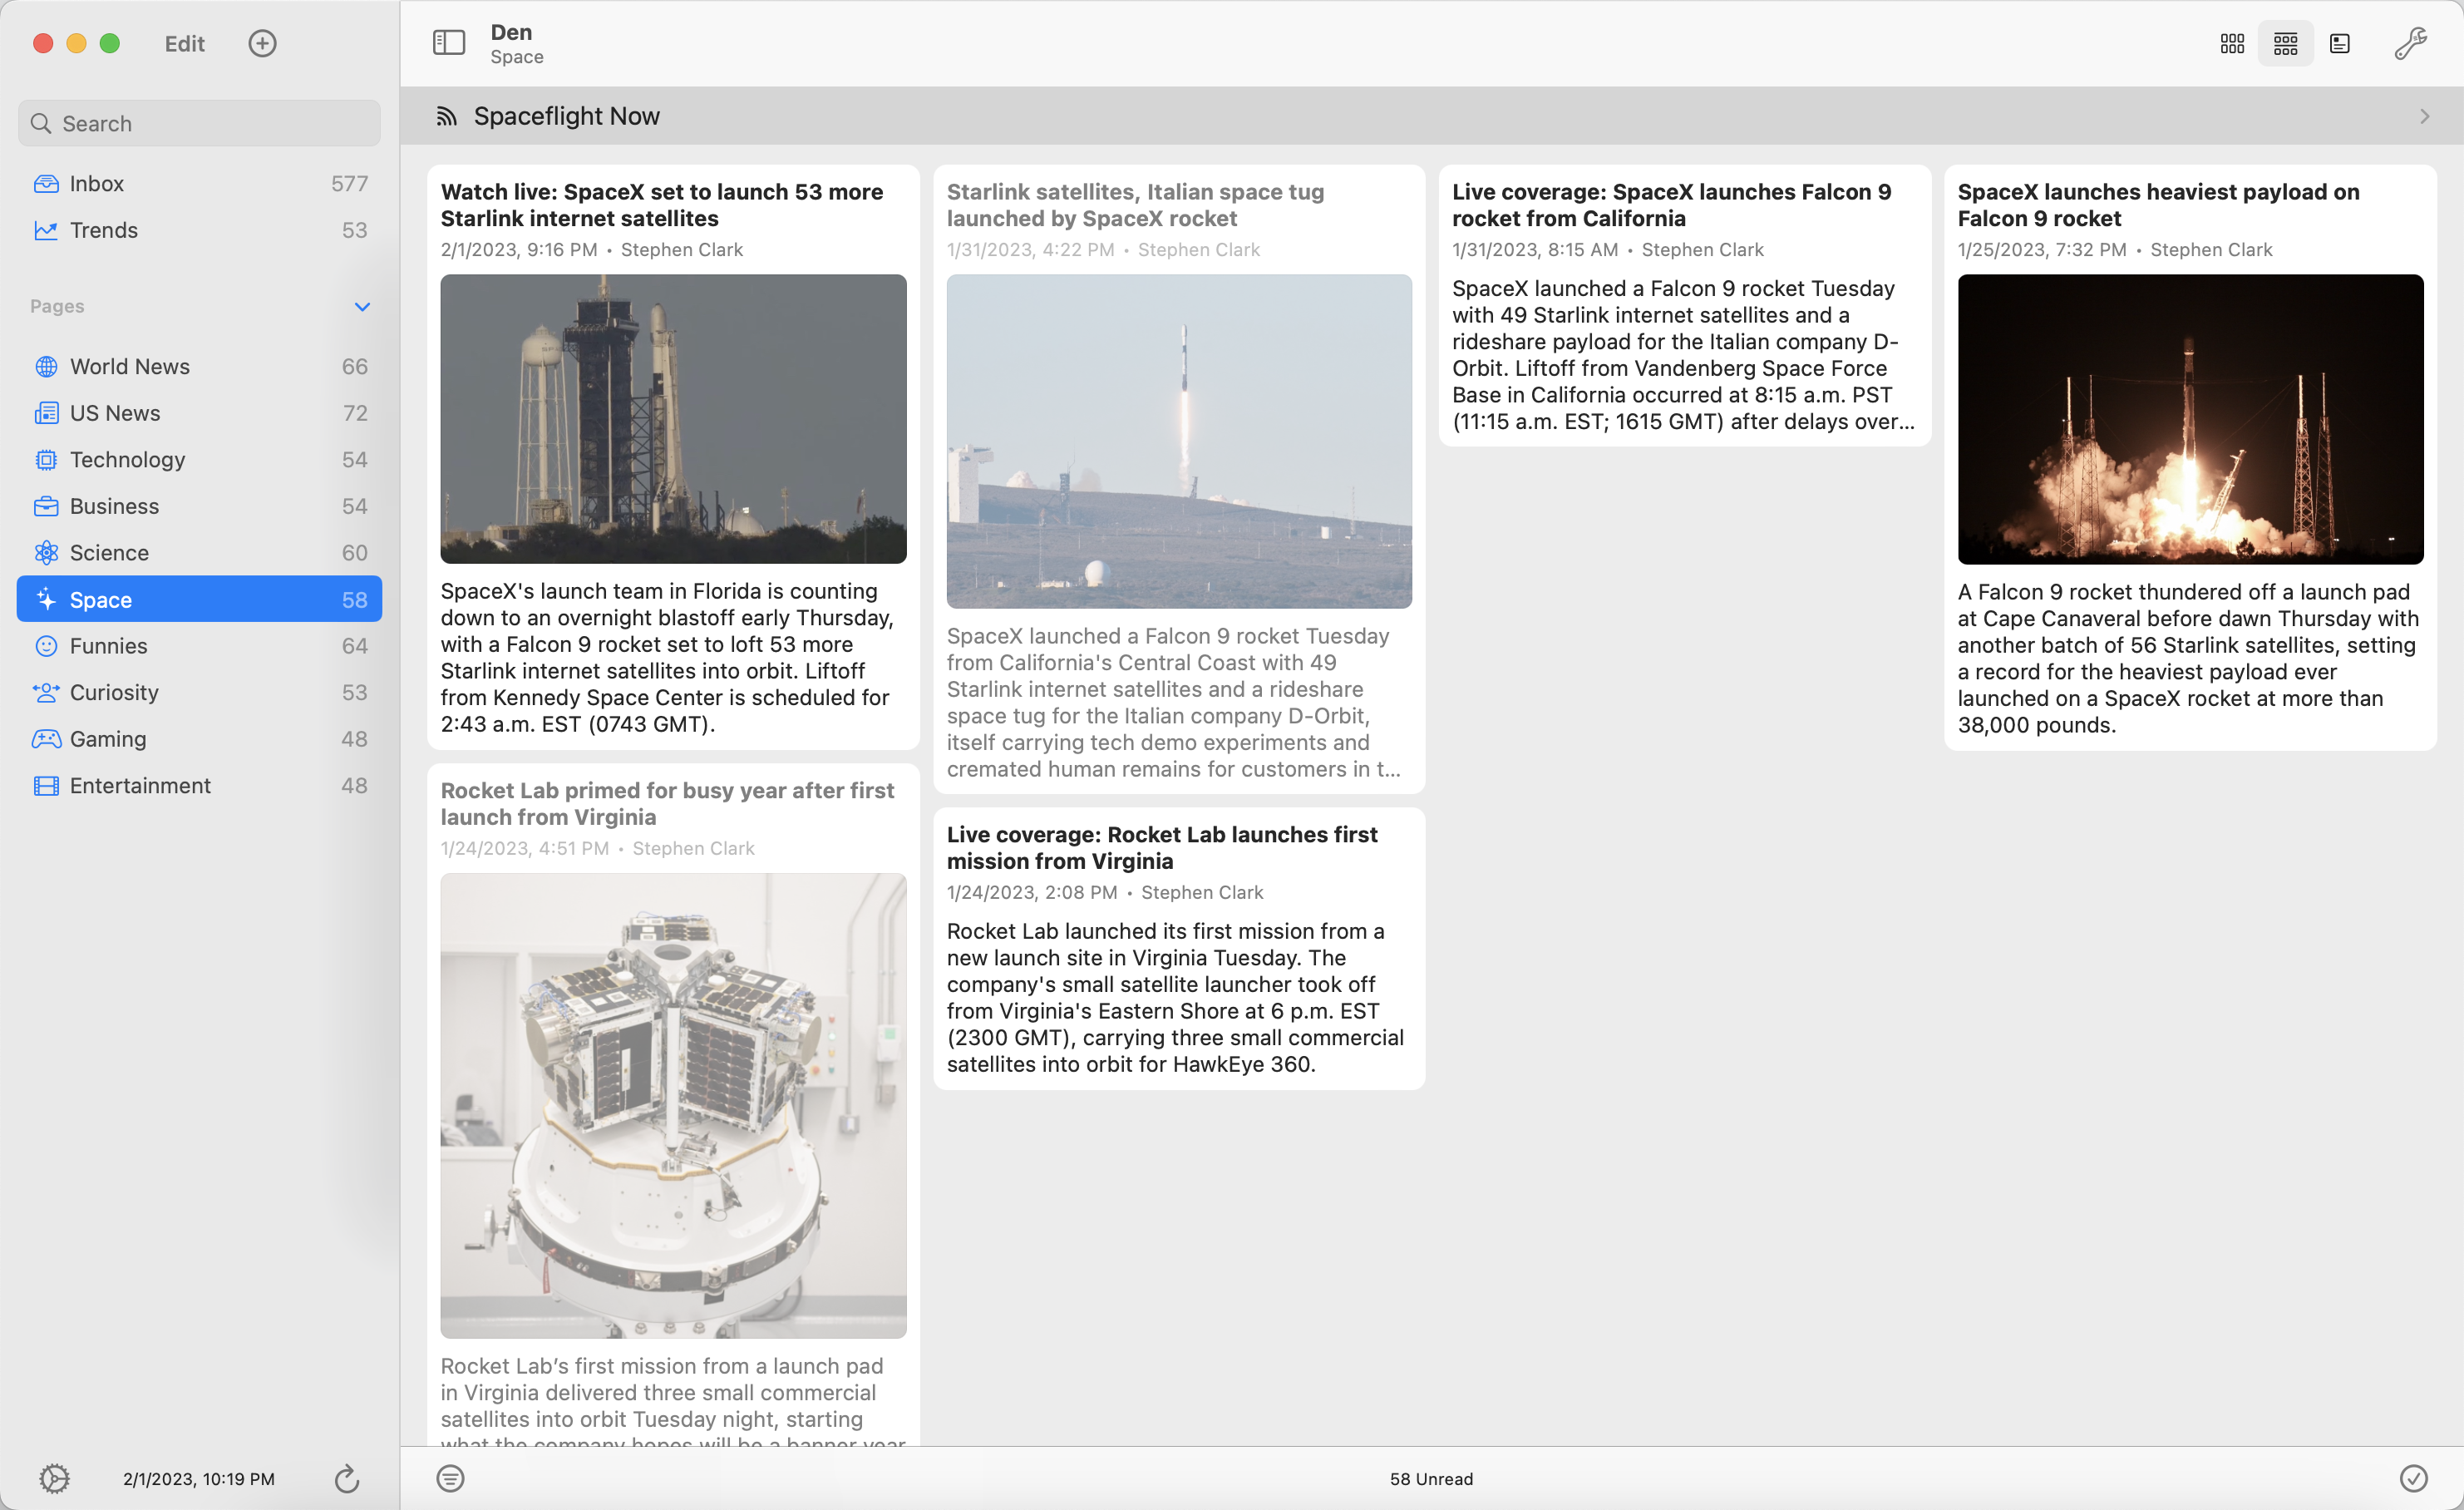 Edit
Search
Inbox 577
Trends 53
Pages
World News 66
US News 72
Technology 54
Business 54
Science 60
Space 58
Funnies 64
Curiosity 53
Gaming 48
Entertainment 48
2/1/2023, 10:19 PM
Den
Space
Spaceflight Now
Watch live: SpaceX set to launch 53 more
Starlink internet satellites
2/1/2023, 9:16 PM • Stephen Clark
SpaceX's launch team in Florida is counting
down to an overnight blastoff early Thursday,
with a Falcon 9 rocket set to loft 53 more
Starlink internet satellites into orbit. Liftoff
from Kennedy Space Center is scheduled for
2:43 a.m. EST (0743 GMT).
Rocket Lab primed for busy year after first
launch from Virginia
1/24/2023, 4:51 PM • Stephen Clark
Rocket Lab’s first mission from a launch pad
in Virginia delivered three small commercial
satellites into orbit Tuesday night, starting
what the company hopes will be a banner year
Starlink satellites, Italian space tug
launched by SpaceX rocket
1/31/2023, 4:22 PM • Stephen Clark
SpaceX launched a Falcon 9 rocket Tuesday
from California's Central Coast with 49
Starlink internet satellites and a rideshare
space tug for the Italian company D-Orbit,
itself carrying tech demo experiments and
cremated human remains for customers in t...
Live coverage: Rocket Lab launches first
mission from Virginia
1/24/2023, 2:08 PM • Stephen Clark
Rocket Lab launched its first mission from a
new launch site in Virginia Tuesday. The
company's small satellite launcher took off
from Virginia's Eastern Shore at 6 p.m. EST
(2300 GMT), carrying three small commercial
satellites into orbit for HawkEye 360.
Live coverage: SpaceX launches Falcon 9
rocket from California
1/31/2023, 8:15 AM • Stephen Clark
SpaceX launched a Falcon 9 rocket Tuesday
with 49 Starlink internet satellites and a
rideshare payload for the Italian company D-
Orbit. Liftoff from Vandenberg Space Force
Base in California occurred at 8:15 a.m. PST
(11:15 a.m. EST; 1615 GMT) after delays over...
SpaceX launches heaviest payload on
Falcon 9 rocket
1/25/2023, 7:32 PM • Stephen Clark
A Falcon 9 rocket thundered off a launch pad
at Cape Canaveral before dawn Thursday with
another batch of 56 Starlink satellites, setting
a record for the heaviest payload ever
launched on a SpaceX rocket at more than
38,000 pounds.
58 Unread